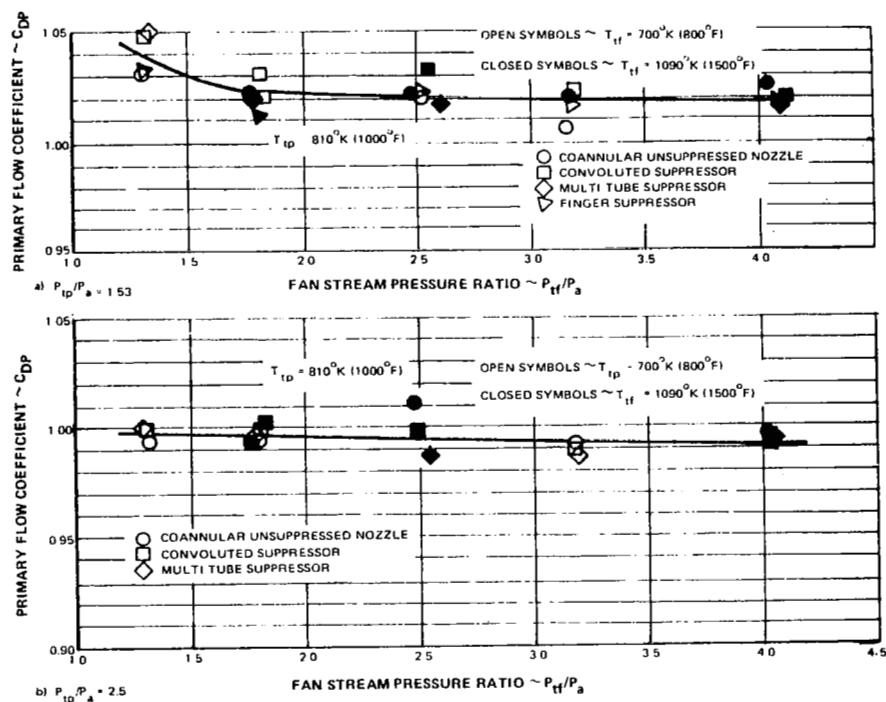 PRIMARY FLOW COEFFICIENT ~ CDP
1.05
1.00
0.95
OPEN SYMBOLS ~ Ttf = 700°K (800°F)
CLOSED SYMBOLS ~ Ttf = 1090°K (1500°F)
Ttp = 810°K (1000°F)
COANNULAR UNSUPPRESSED NOZZLE
CONVOLUTED SUPPRESSOR
MULTI TUBE SUPPRESSOR
FINGER SUPPRESSOR
1 0 1 5 2.0 2.5 3.0 3.5 4.0 4.5
a) Ptp/Pa = 1 53
FAN STREAM PRESSURE RATIO ~ Ptf/Pa
PRIMARY FLOW COEFFICIENT ~ CDP
1.05
1.00
0.95
0.90
Ttp = 810°K (1000°F)
OPEN SYMBOLS ~ Ttp = 700°K (800°F)
CLOSED SYMBOLS ~ Ttf = 1090°K (1500°F)
COANNULAR UNSUPPRESSED NOZZLE
CONVOLUTED SUPPRESSOR
MULTI TUBE SUPPRESSOR
1 0 1 5 2 0 2 5 3 0 3 5 4.0 4.5
b) Ptp/Pa = 2.5
FAN STREAM PRESSURE RATIO ~ Ptf/Pa